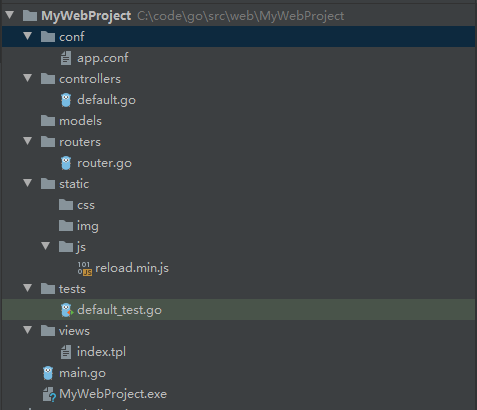 MyWebProject C:\code\go\src\web\MyWebProject
conf
app.conf
controllers
default.go
models
routers
router.go
static
css
img
js
reload.min.js
tests
default_test.go
views
index.tpl
main.go
MyWebProject.exe